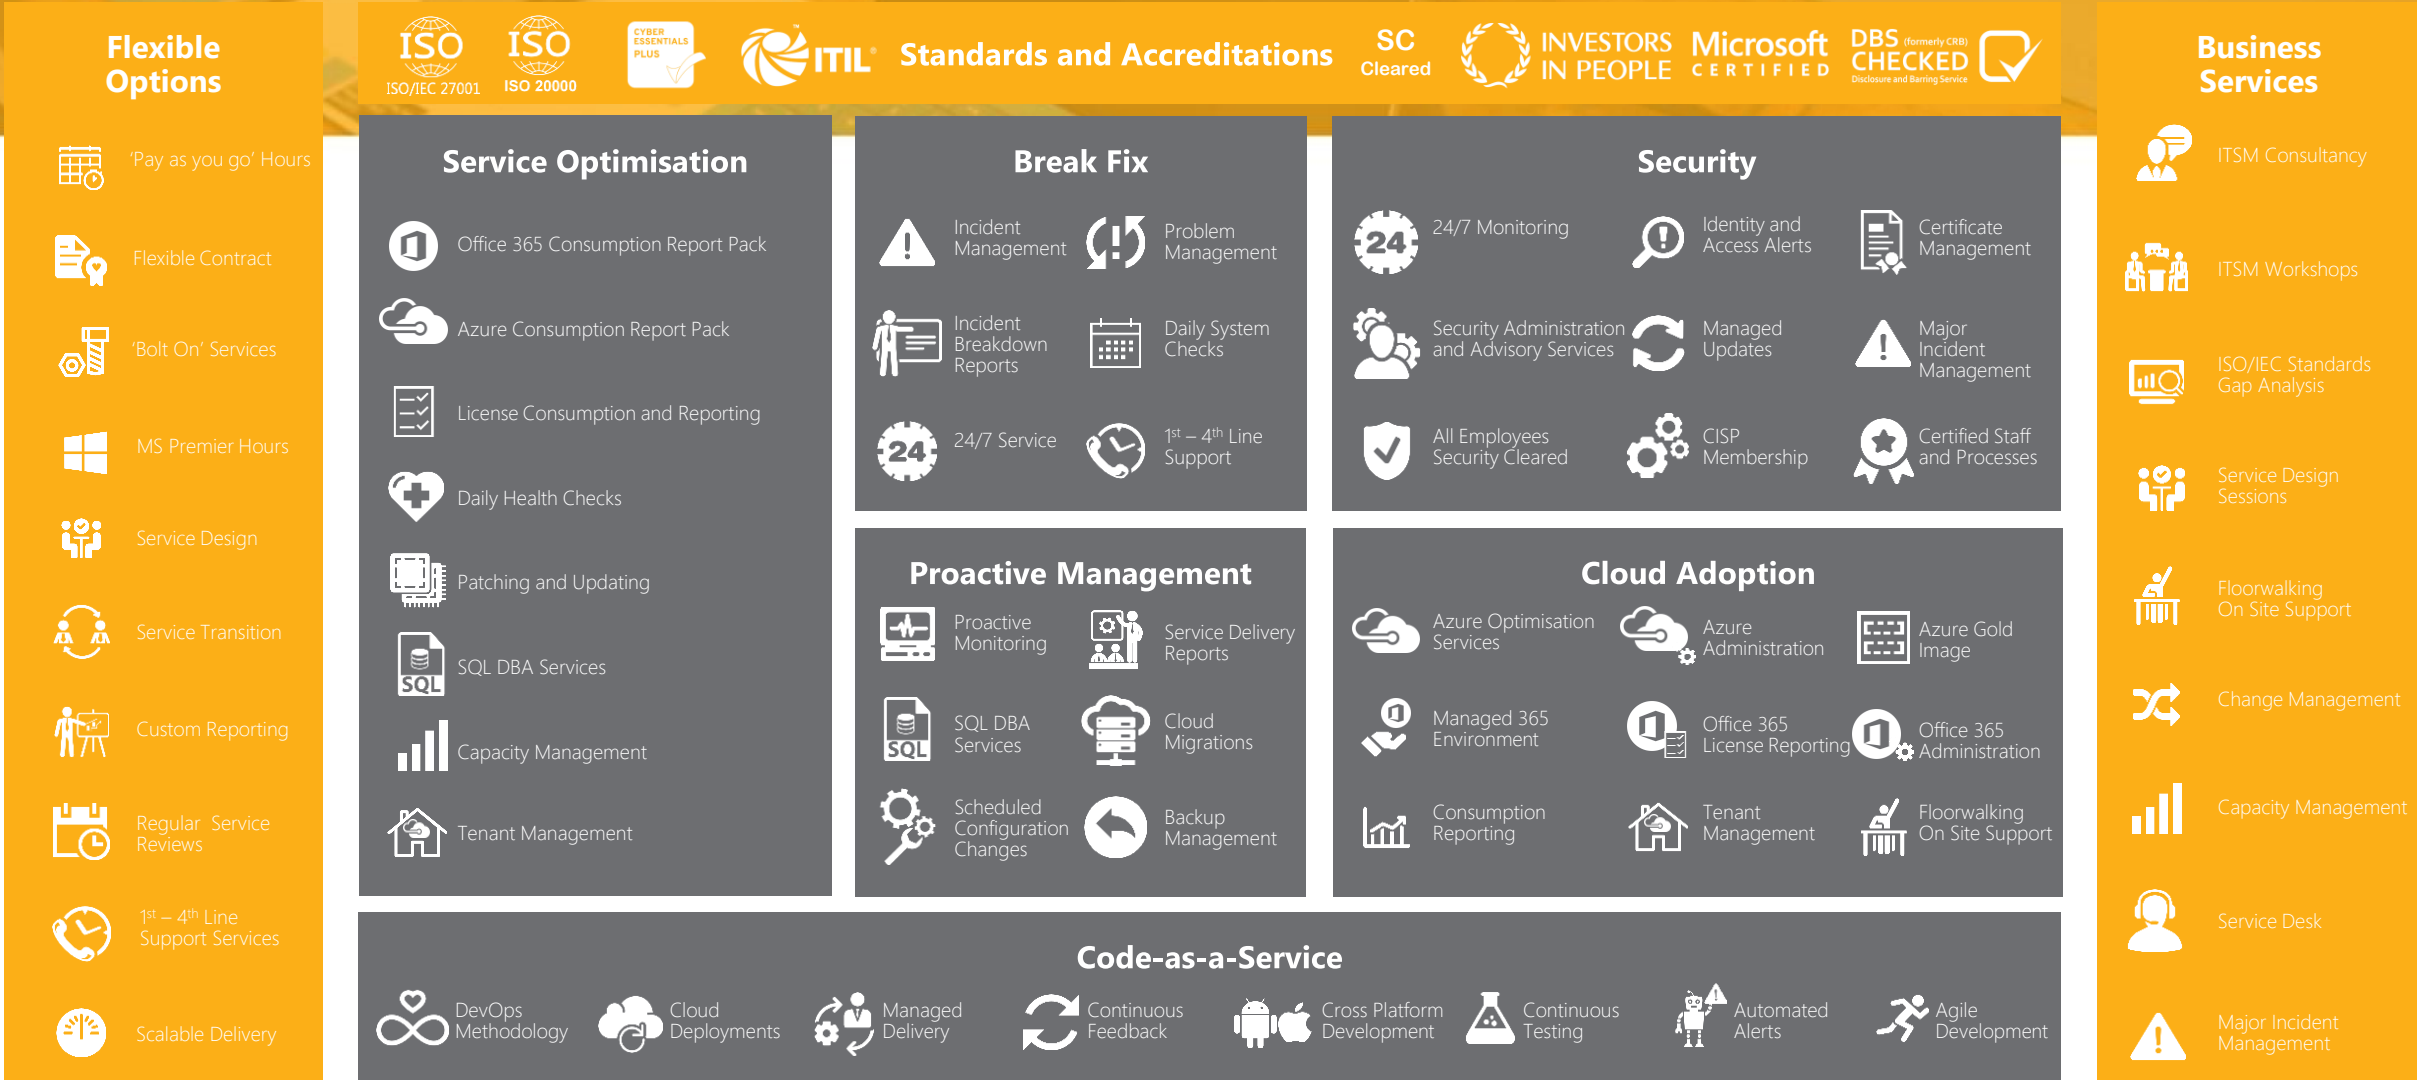 Flexible
Options
'Pay as you go' Hours
Flexible Contract
'Bolt On' Services
MS Premier Hours
Service Design
Service Transition
Custom Reporting
Regular Service
Reviews
1st – 4th Line
Support Services
Scalable Delivery
ISO
ISO/IEC 27001
ISO
ISO 20000
CYBER
ESSENTIALS
PLUS
ITIL®
™
Standards and Accreditations
SC
Cleared
INVESTORS
IN PEOPLE
Microsoft
CERTIFIED
DBS (formerly CRB)
CHECKED
Disclosure and Barring Service
Service Optimisation
Office 365 Consumption Report Pack
Azure Consumption Report Pack
License Consumption and Reporting
Daily Health Checks
Patching and Updating
SQL
SQL DBA Services
Capacity Management
Tenant Management
Break Fix
Incident
Management
Problem
Management
Incident
Breakdown
Reports
Daily System
Checks
24
24/7 Service
1st – 4th Line
Support
Security
24
24/7 Monitoring
Identity and
Access Alerts
Certificate
Management
Security Administration
and Advisory Services
Managed
Updates
Major
Incident
Management
All Employees
Security Cleared
CISP
Membership
Certified Staff
and Processes
Proactive Management
Proactive
Monitoring
Service Delivery
Reports
SQL
SQL DBA
Services
Cloud
Migrations
Scheduled
Configuration
Changes
Backup
Management
Cloud Adoption
Azure Optimisation
Services
Azure
Administration
Azure Gold
Image
Managed 365
Environment
Office 365
License Reporting
Office 365
Administration
Consumption
Reporting
Tenant
Management
Floorwalking
On Site Support
Code-as-a-Service
DevOps
Methodology
Cloud
Deployments
Managed
Delivery
Continuous
Feedback
Cross Platform
Development
Continuous
Testing
Automated
Alerts
Agile
Development
Business
Services
ITSM Consultancy
ITSM Workshops
ISO/IEC Standards
Gap Analysis
Service Design
Sessions
Floorwalking
On Site Support
Change Management
Capacity Management
Service Desk
Major Incident
Management